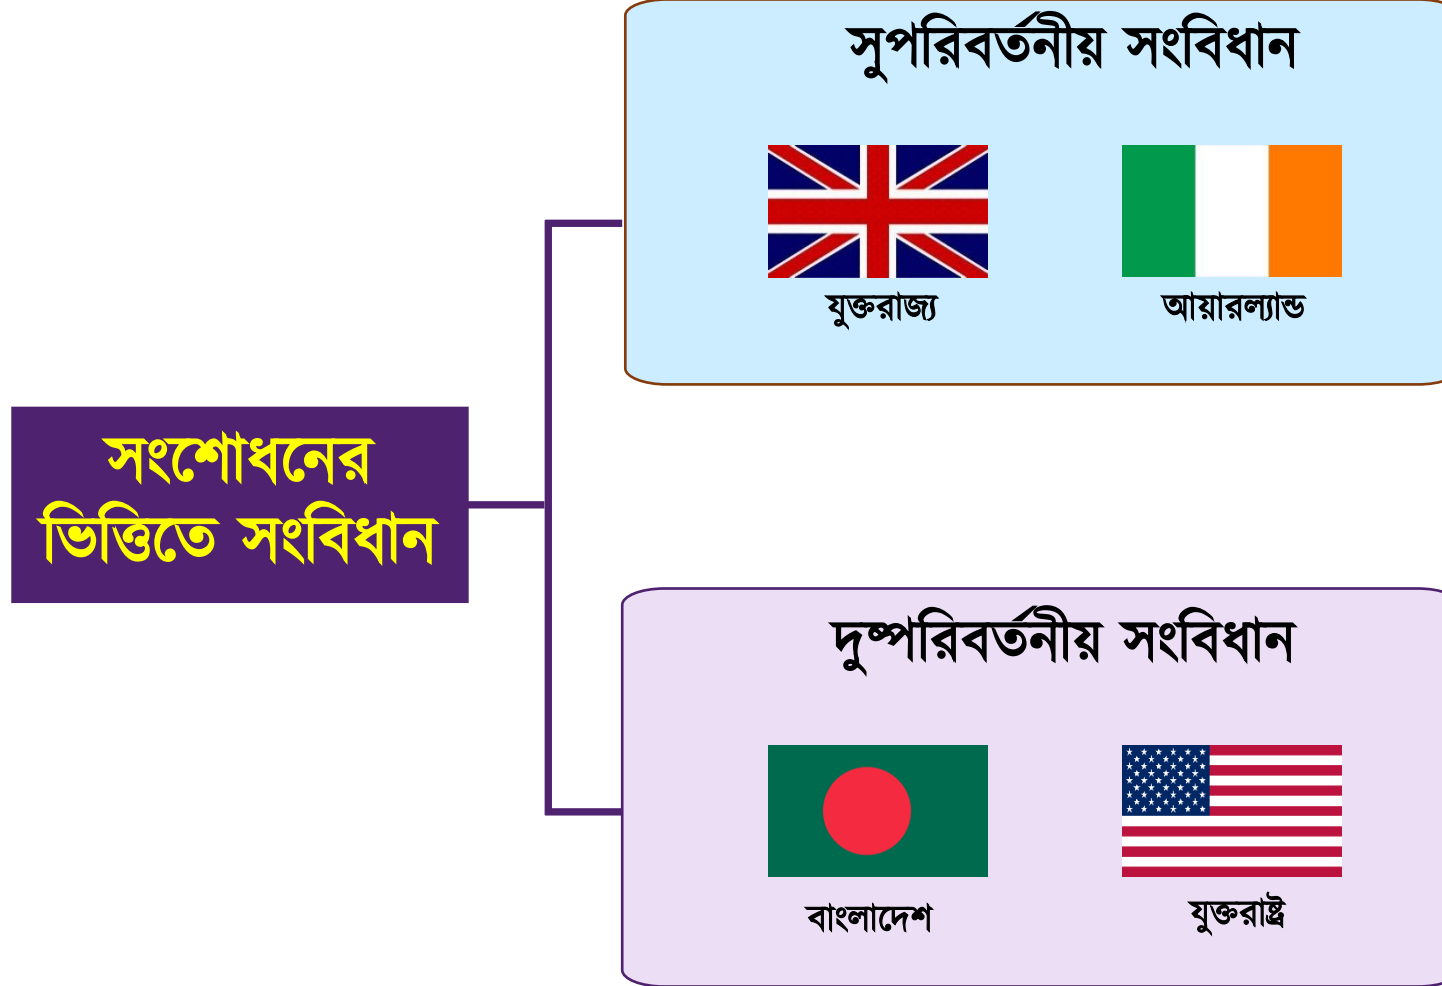 সুপরিবর্তনীয় সংবিধান
যুক্তরাজ্য
আয়ারল্যান্ড
সংশোধনের
ভিত্তিতে সংবিধান
দুষ্পরিবর্তনীয় সংবিধান
বাংলাদেশ
যুক্তরাষ্ট্র